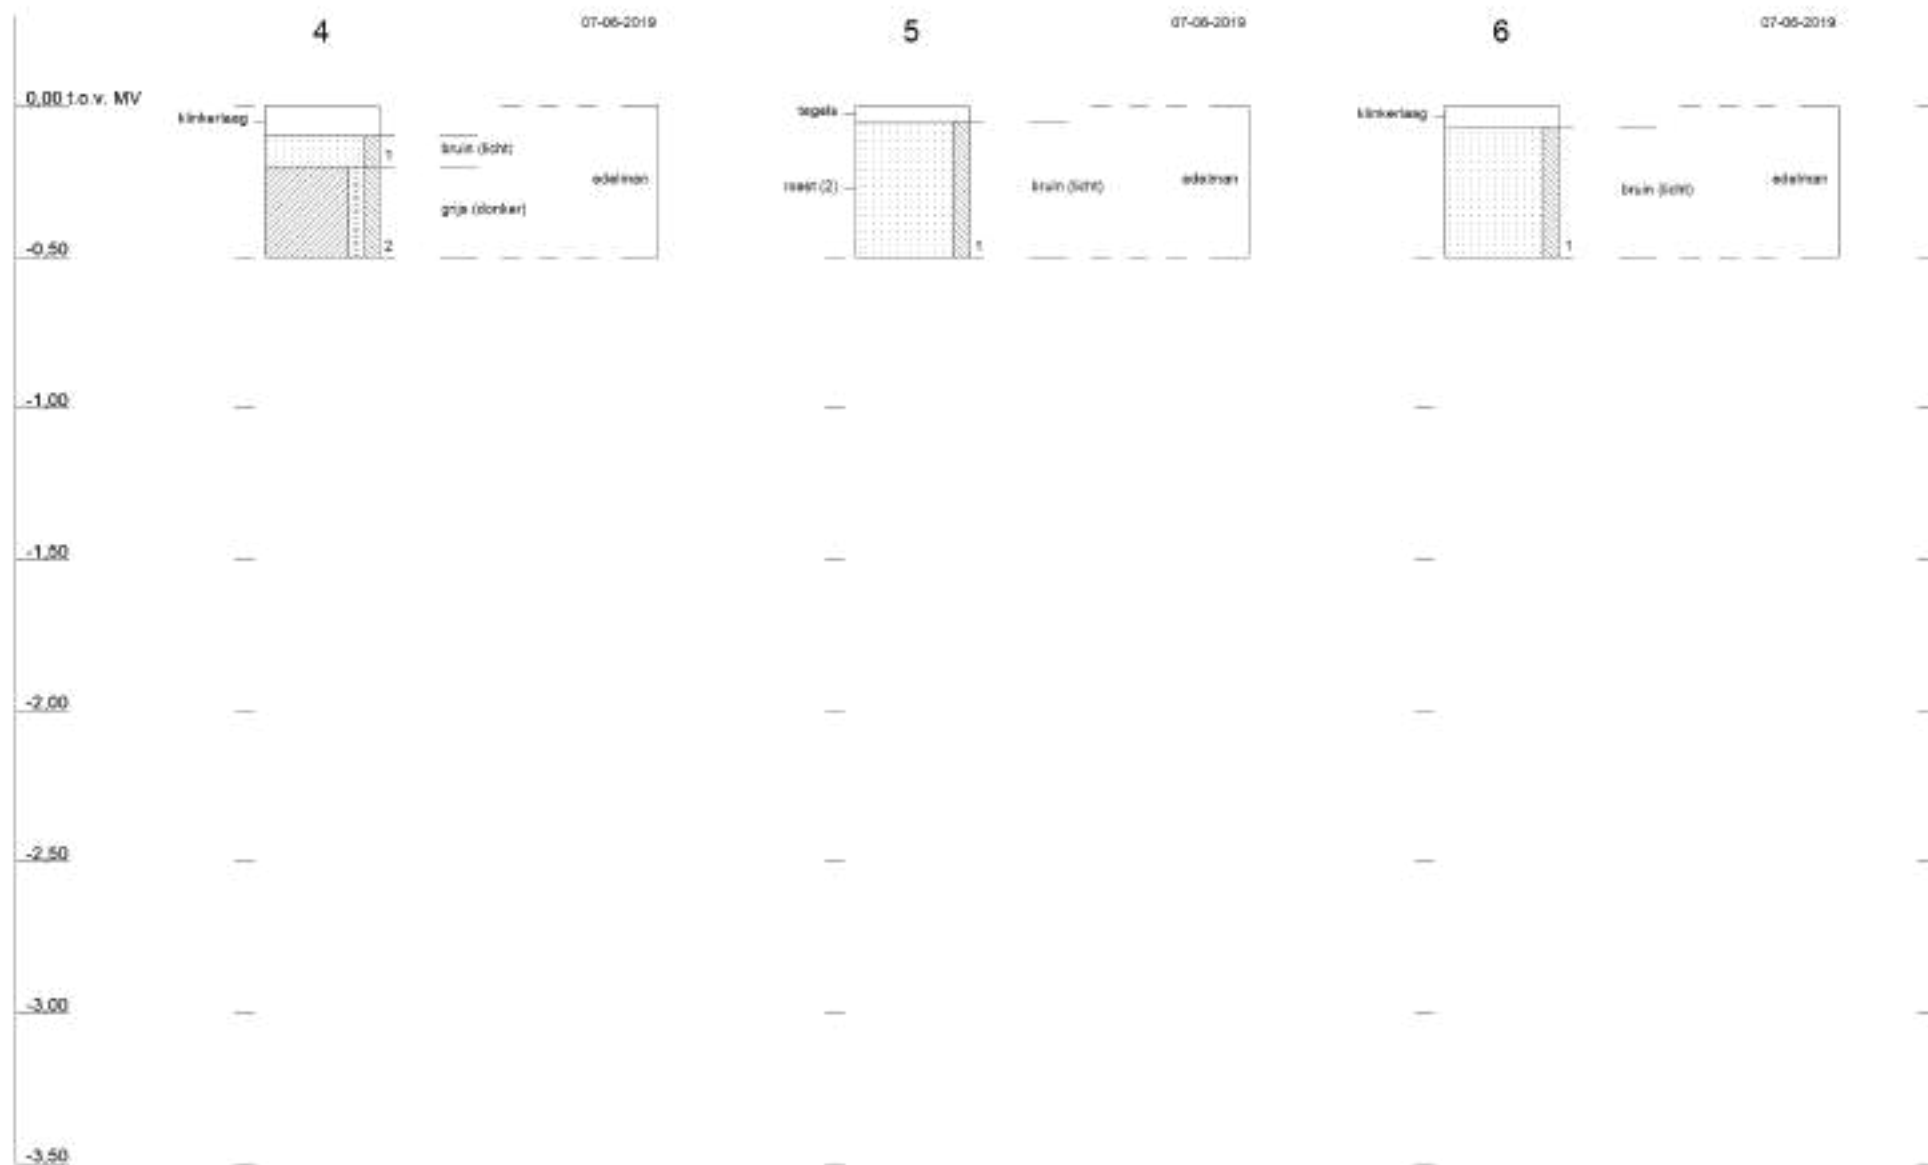 4
07-06-2019
5
07-06-2019
6
07-06-2019
0,00 t.o.v. MV
klinkerlaag
1
bruin (licht)
edelman
grijs (donker)
2
tegels
roest (2)
bruin (licht)
edelman
1
klinkerlaag
bruin (licht)
edelman
1
-0,50
-1,00
-1,50
-2,00
-2,50
-3,00
-3,50